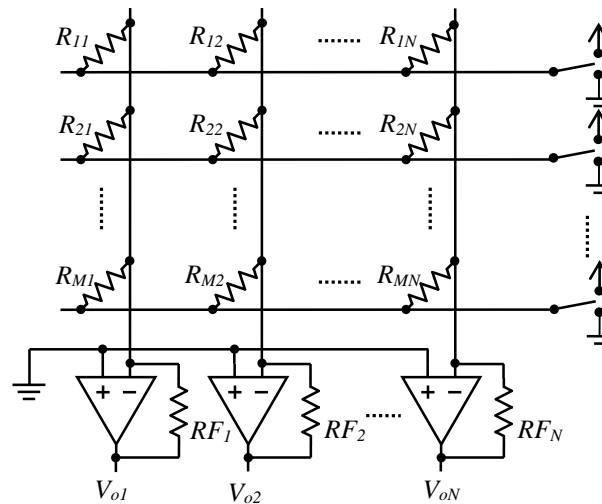 R11 R12 ........ R1N
R21 R22 ........ R2N
RM1 RM2 ........ RMN
+ − + − + −
RF1 RF2 ........ RFN
Vo1 Vo2 VoN